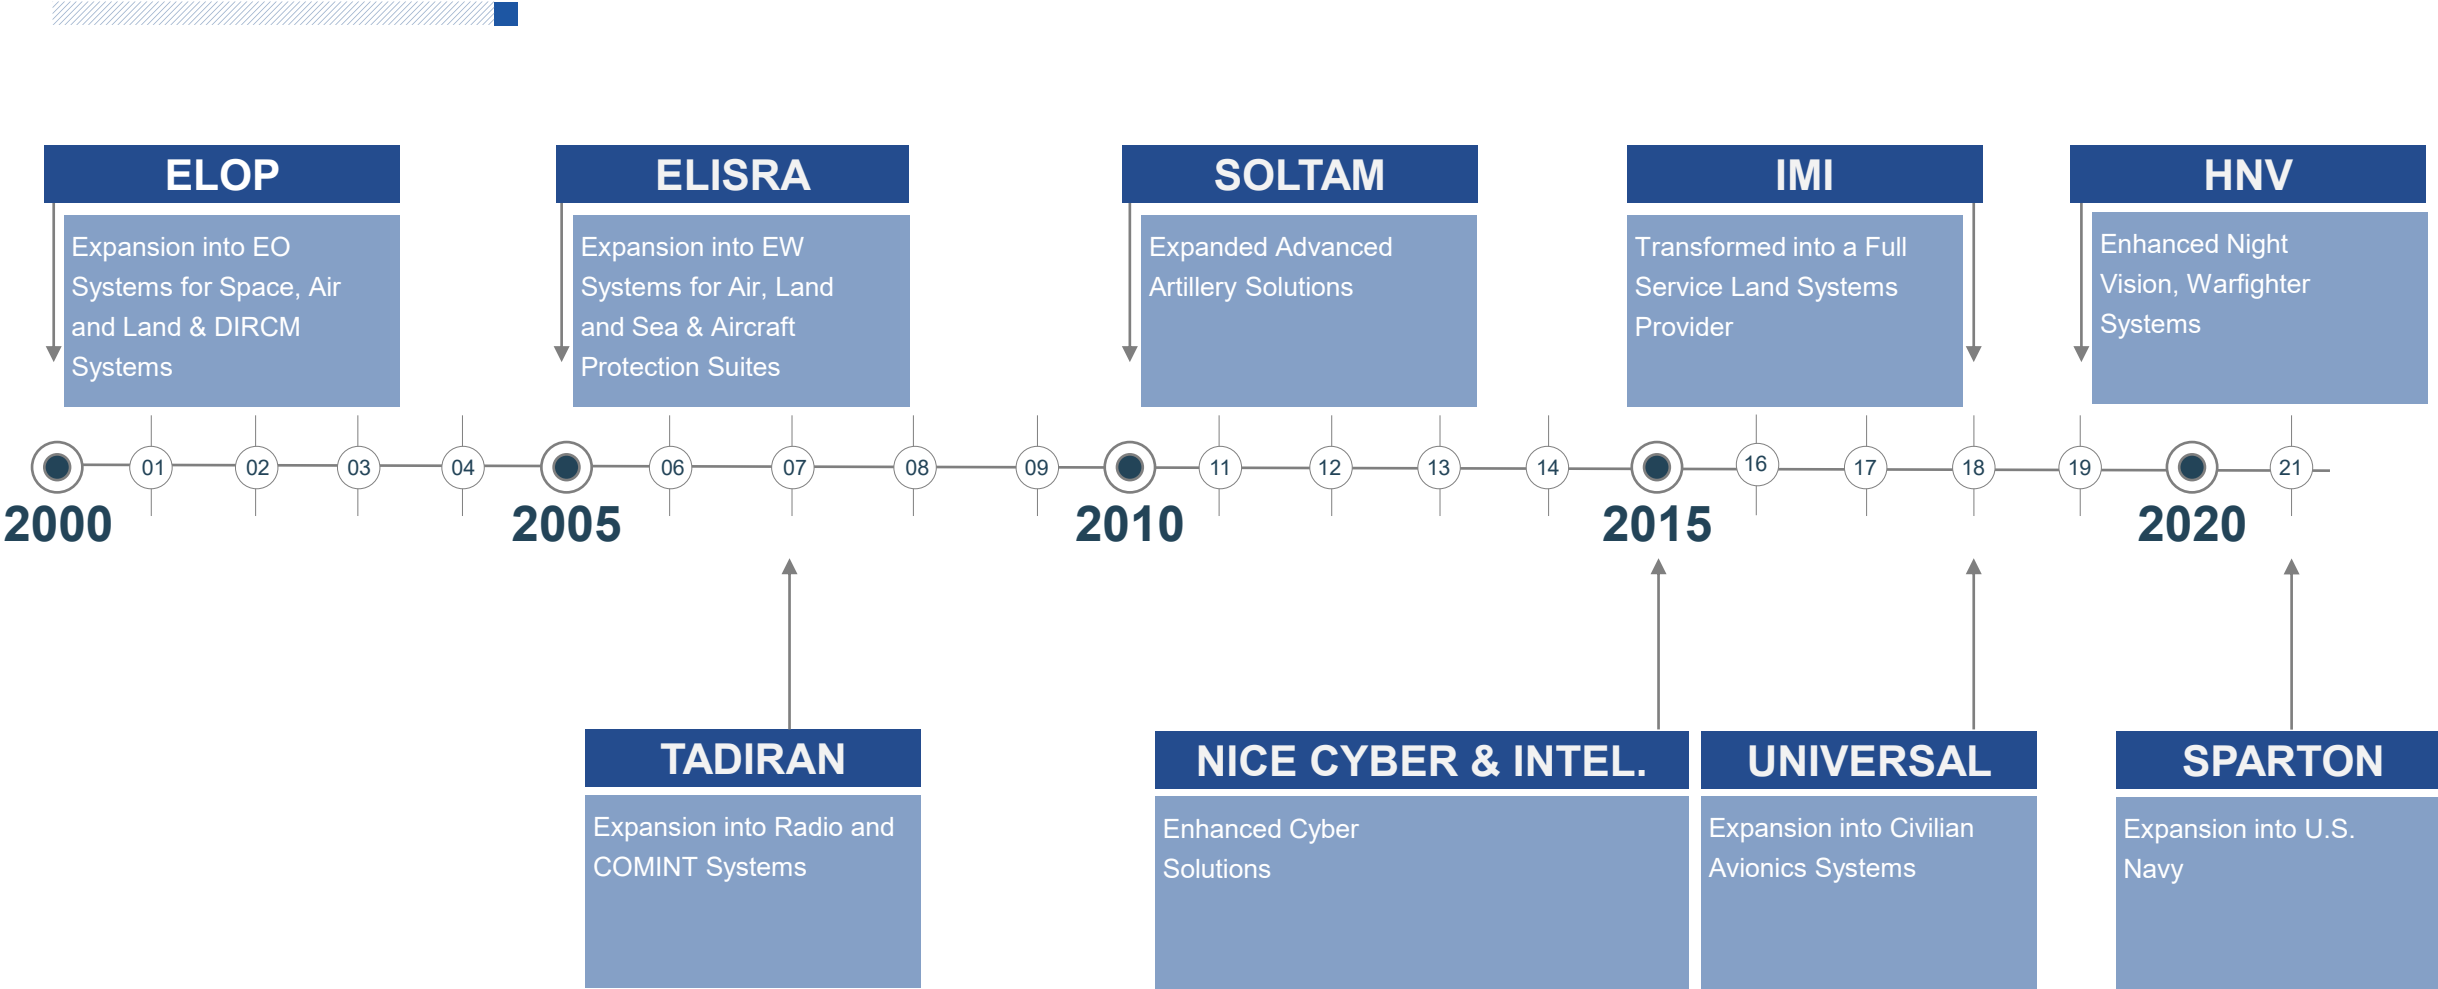 ELOP
Expansion into EO
Systems for Space, Air
and Land & DIRCM
Systems
ELISRA
Expansion into EW
Systems for Air, Land
and Sea & Aircraft
Protection Suites
SOLTAM
Expanded Advanced
Artillery Solutions
IMI
Transformed into a Full
Service Land Systems
Provider
HNV
Enhanced Night
Vision, Warfighter
Systems
01
02
03
04
06
07
08
09
11
12
13
14
16
17
18
19
21
2000
2005
2010
2015
2020
TADIRAN
Expansion into Radio and
COMINT Systems
NICE CYBER & INTEL.
Enhanced Cyber
Solutions
UNIVERSAL
Expansion into Civilian
Avionics Systems
SPARTON
Expansion into U.S.
Navy